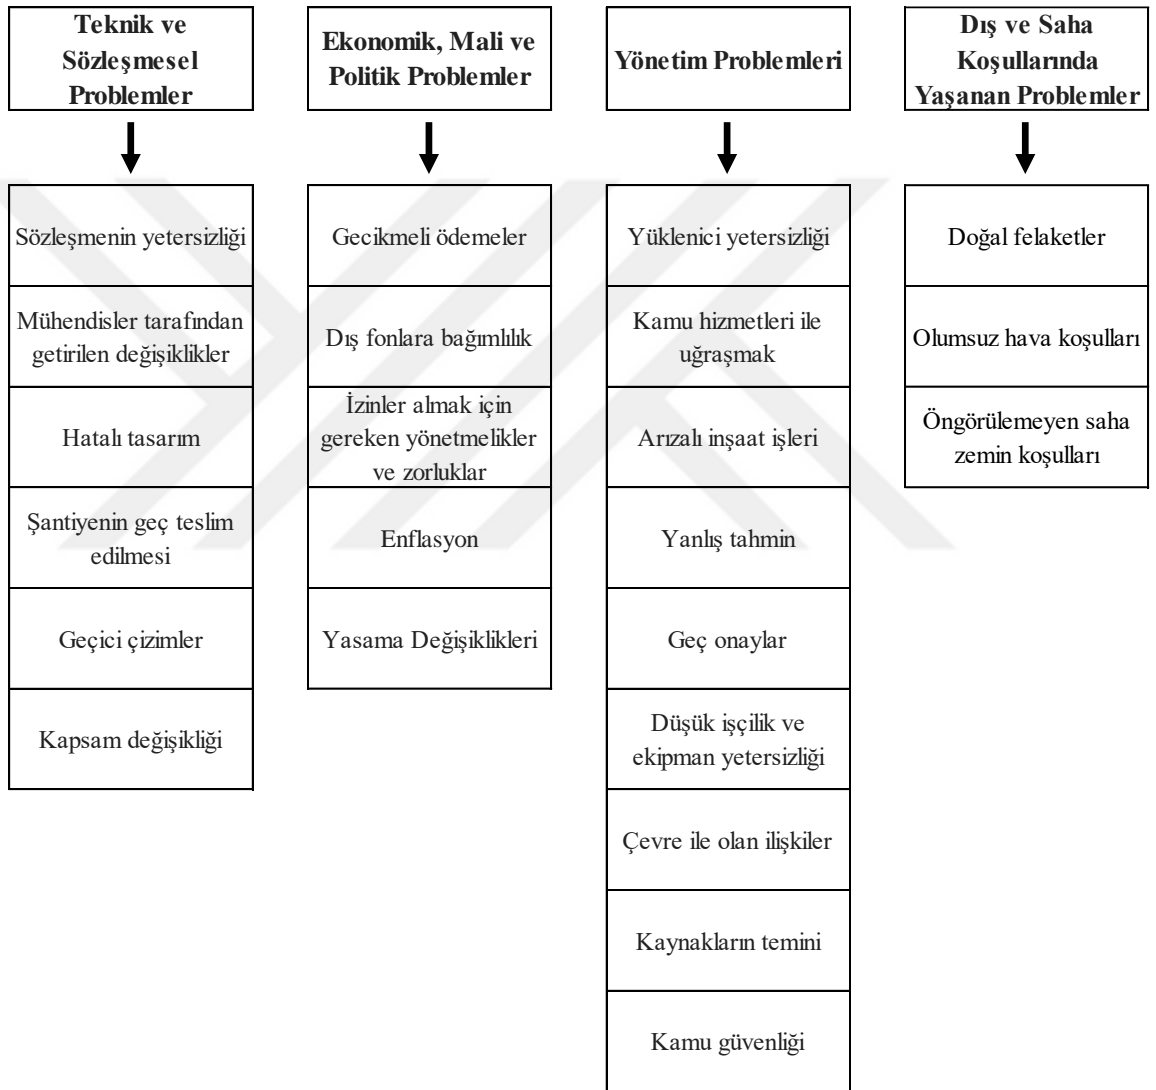 Teknik ve
Sözleşmesel
Problemler
Sözleşmenin yetersizliği
Mühendisler tarafından
getirilen değişiklikler
Hatalı tasarım
Şantiyenin geç teslim
edilmesi
Geçici çizimler
Kapsam değişikliği
Ekonomik, Mali ve
Politik Problemler
Gecikmeli ödemeler
Dış fonlara bağımlılık
İzinler almak için
gereken yönetmelikler
ve zorluklar
Enflasyon
Yasama Değişiklikleri
Yönetim Problemleri
Yüklenici yetersizliği
Kamu hizmetleri ile
uğraşmak
Arızalı inşaat işleri
Yanlış tahmin
Geç onaylar
Düşük işçilik ve
ekipman yetersizliği
Çevre ile olan ilişkiler
Kaynakların temini
Kamu güvenliği
Dış ve Saha
Koşullarında
Yaşanan Problemler
Doğal felaketler
Olumsuz hava koşulları
Öngörülemeyen saha
zemin koşulları